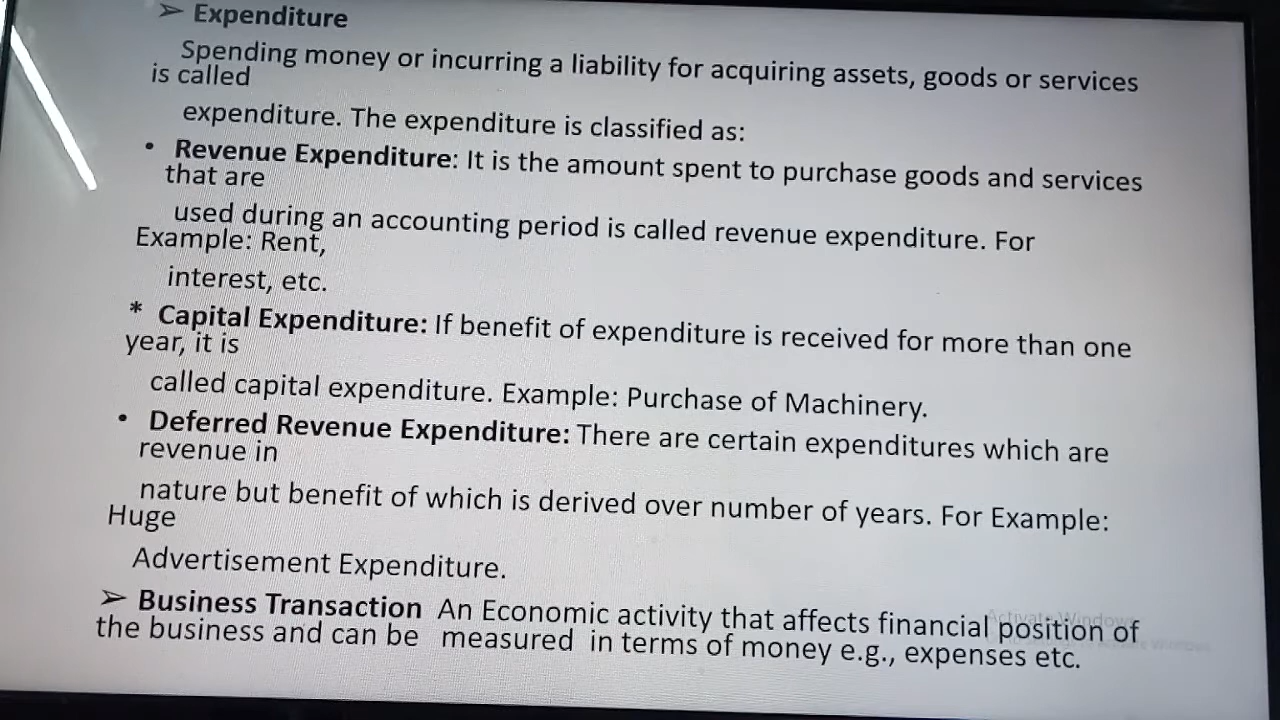 ➢ Expenditure
Spending money or incurring a liability for acquiring assets, goods or services
is called
expenditure. The expenditure is classified as:
• Revenue Expenditure: It is the amount spent to purchase goods and services
that are
used during an accounting period is called revenue expenditure. For
Example: Rent,
interest, etc.
* Capital Expenditure: If benefit of expenditure is received for more than one
year, it is
called capital expenditure. Example: Purchase of Machinery.
• Deferred Revenue Expenditure: There are certain expenditures which are
revenue in
nature but benefit of which is derived over number of years. For Example:
Huge
Advertisement Expenditure.
➢ Business Transaction An Economic activity that affects financial position of
the business and can be measured in terms of money e.g., expenses etc.
Activate Windows